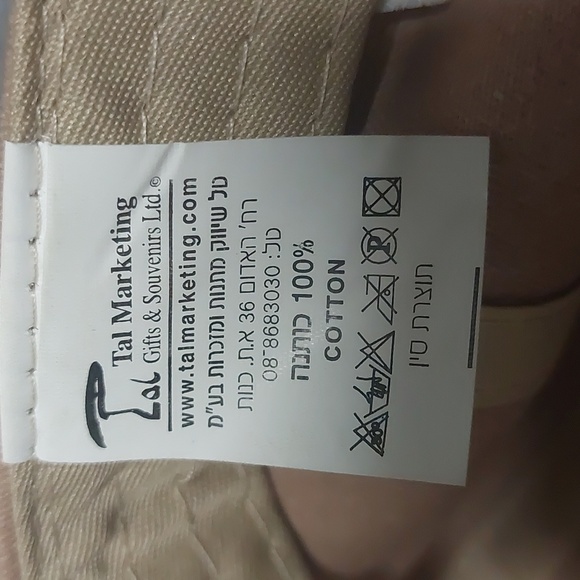 Tal
Tal Marketing
Gifts & Souvenirs Ltd.©
www.talmarketing.com
טל שיווק מתנות ומזכרות בע"מ
רח' האדום 36 א.ת. כנות
טל: 08-8683030
100% כותנה
COTTON
P
תוצרת סין